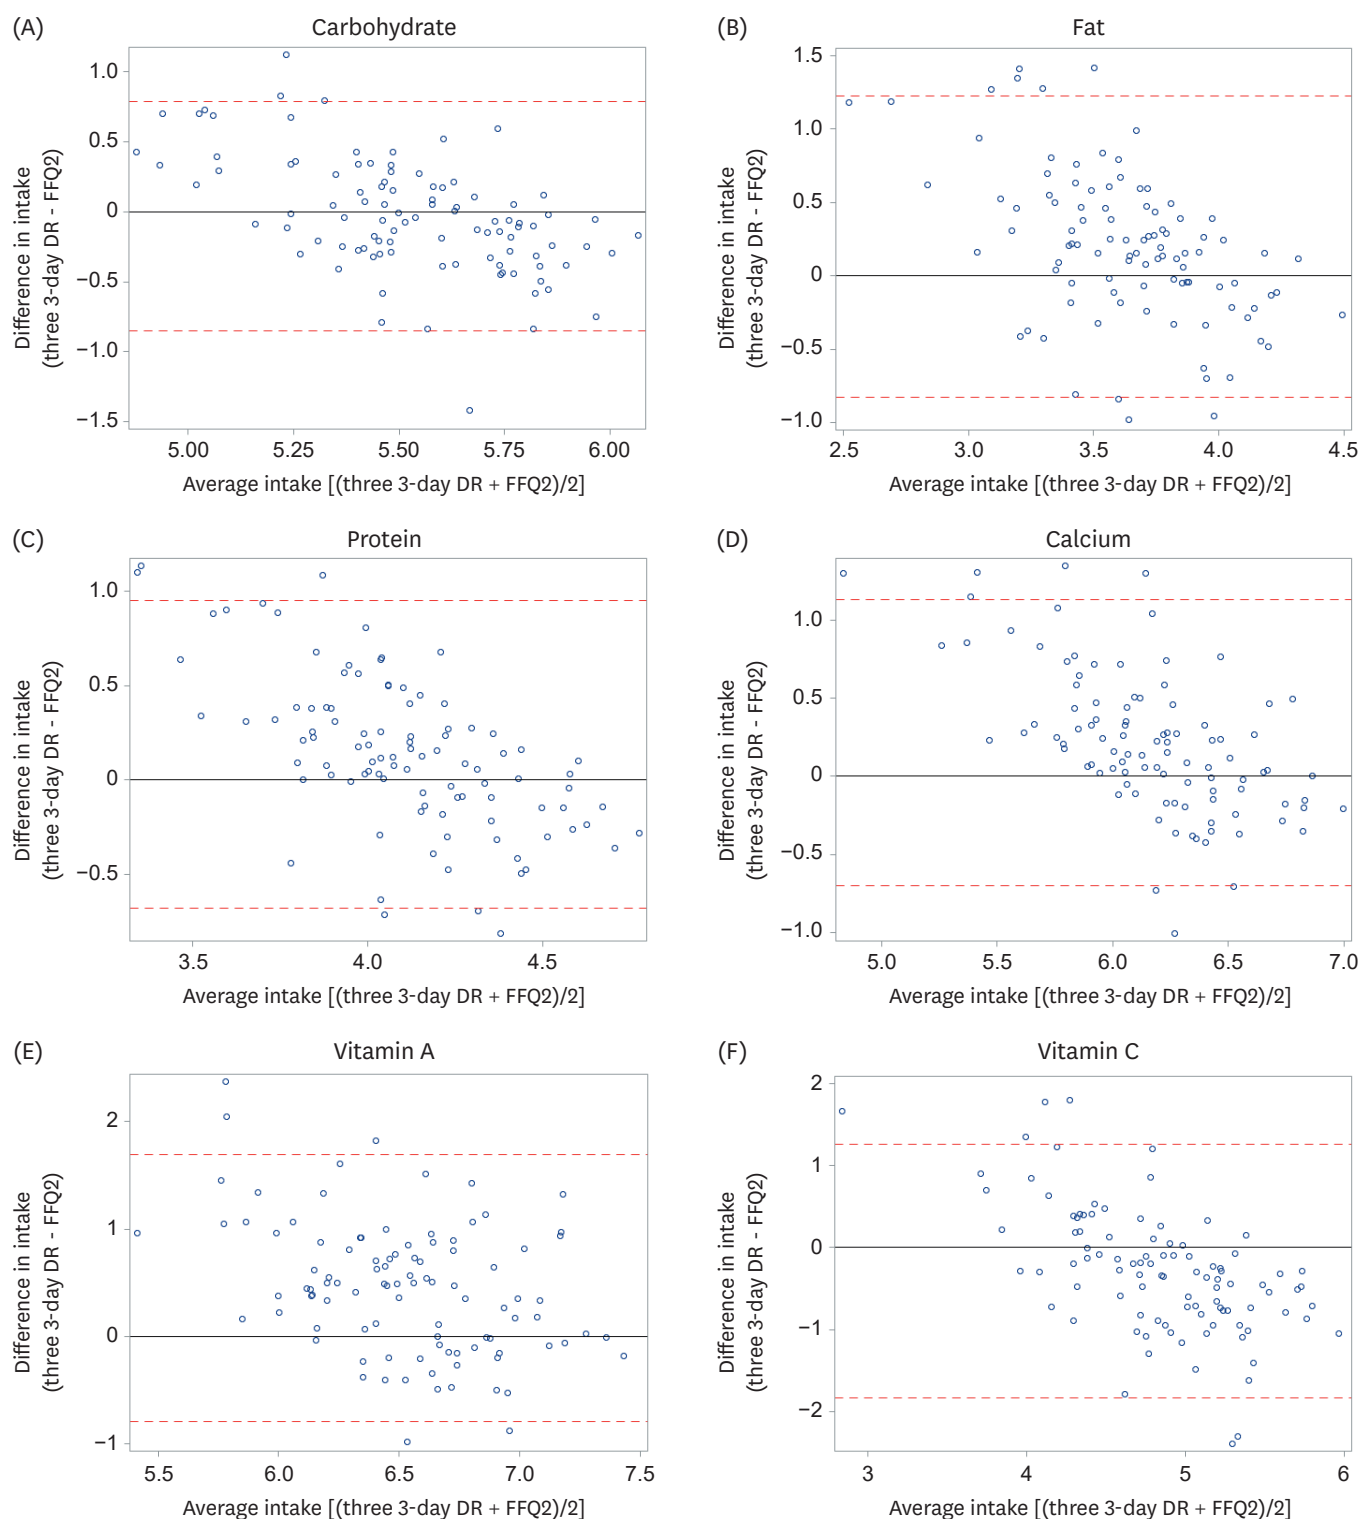 (A)
Carbohydrate
Difference in intake
(three 3-day DR - FFQ2)
1.0
0.5
0
−0.5
−1.0
−1.5
5.00 5.25 5.50 5.75 6.00
Average intake [(three 3-day DR + FFQ2)/2]
(B)
Fat
Difference in intake
(three 3-day DR - FFQ2)
1.5
1.0
0.5
0
−0.5
−1.0
2.5 3.0 3.5 4.0 4.5
Average intake [(three 3-day DR + FFQ2)/2]
(C)
Protein
Difference in intake
(three 3-day DR - FFQ2)
1.0
0.5
0
−0.5
3.5 4.0 4.5
Average intake [(three 3-day DR + FFQ2)/2]
(D)
Calcium
Difference in intake
(three 3-day DR - FFQ2)
1.0
0.5
0
−0.5
−1.0
5.0 5.5 6.0 6.5 7.0
Average intake [(three 3-day DR + FFQ2)/2]
(E)
Vitamin A
Difference in intake
(three 3-day DR - FFQ2)
2
1
0
−1
5.5 6.0 6.5 7.0 7.5
Average intake [(three 3-day DR + FFQ2)/2]
(F)
Vitamin C
Difference in intake
(three 3-day DR - FFQ2)
2
1
0
−1
−2
3 4 5 6
Average intake [(three 3-day DR + FFQ2)/2]